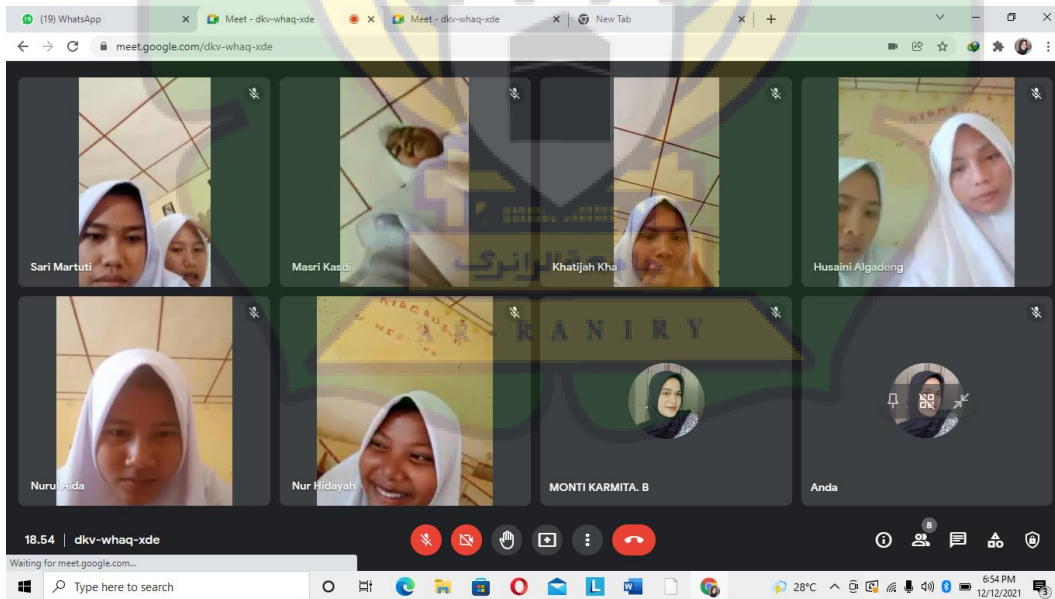 (19) WhatsApp
Meet - dkv-whaq-xde
Meet - dkv-whaq-xde
New Tab
meet.google.com/dkv-whaq-xde
Sari Martuti
Masri Kasdi
Khatijah Kha
Husaini Algadeng
جامعة الرانري
AR - RANIRY
Nurul Aida
Nur Hidayah
MONTI KARMITA. B
Anda
18.54 | dkv-whaq-xde
8
Waiting for meet.google.com...
Type here to search
28°C
6:54 PM
12/12/2021
3